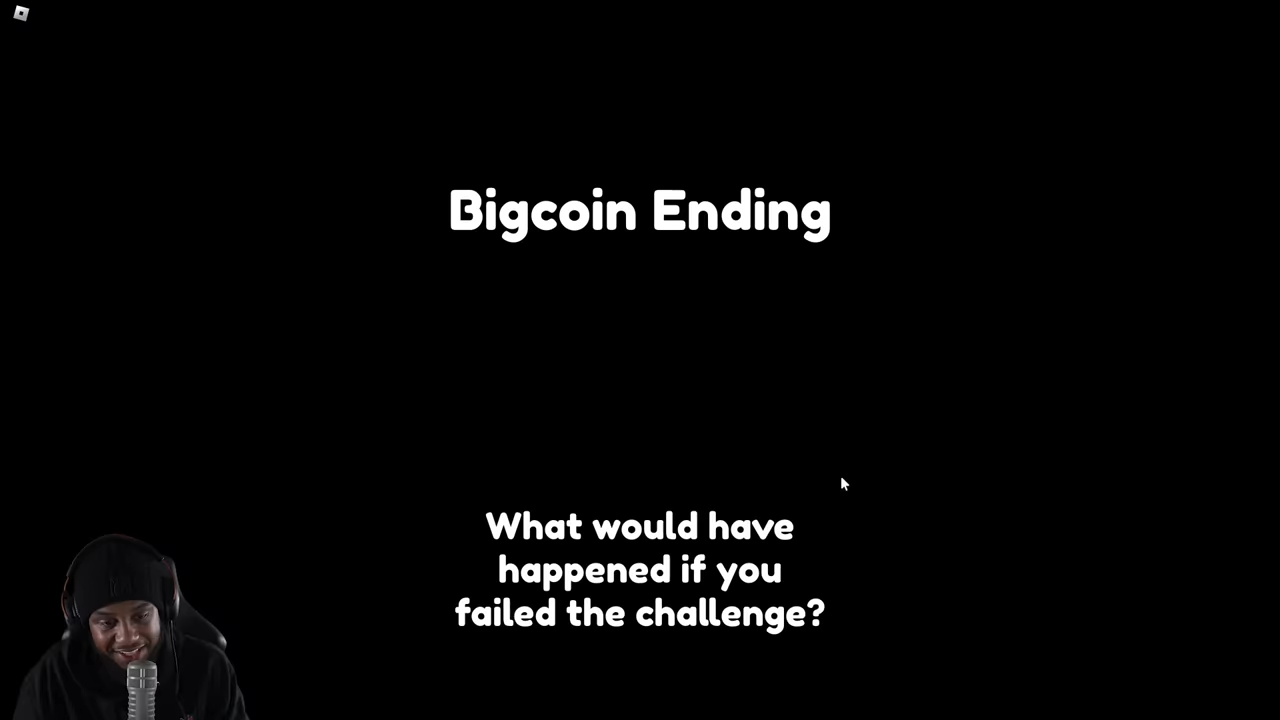 Bigcoin Ending
What would have
happened if you
failed the challenge?